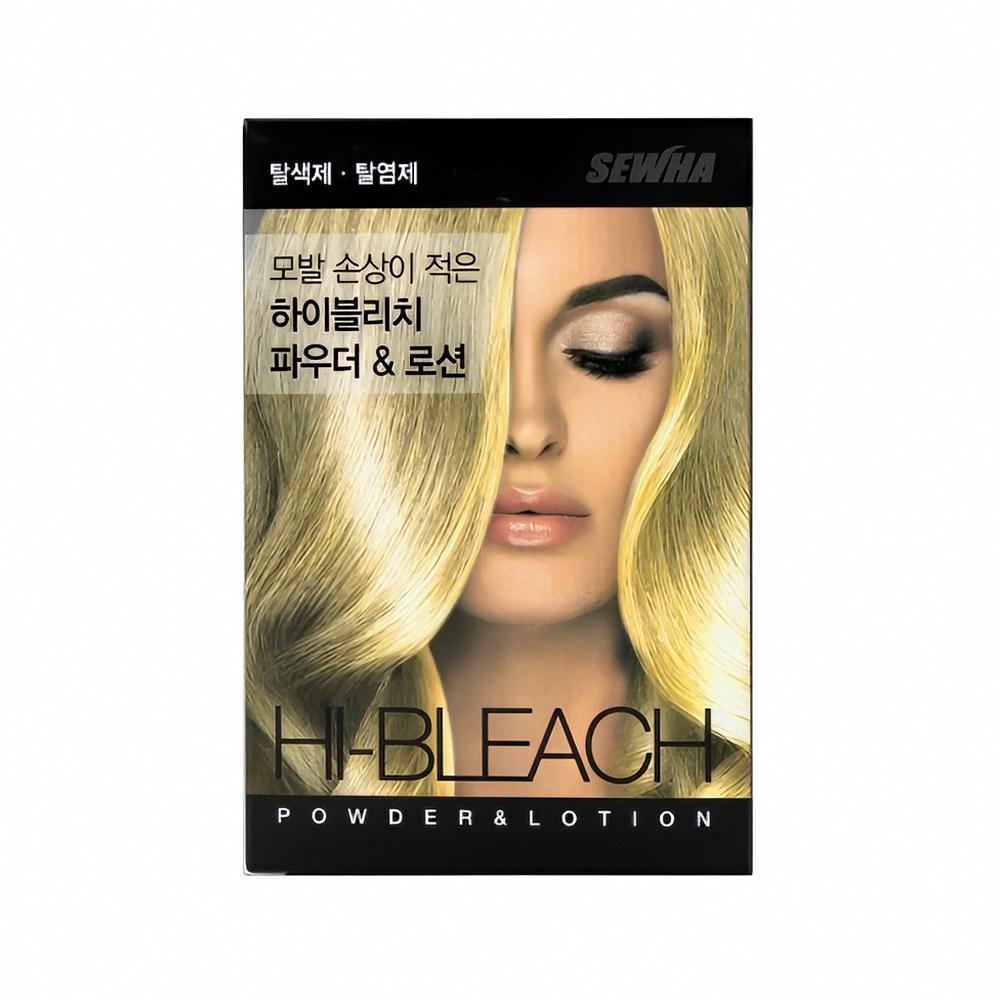 탈색제 · 탈염제
SEWHA
모발 손상이 적은
하이블리치
파우더 & 로션
HI-BLEACH
POWDER&LOTION